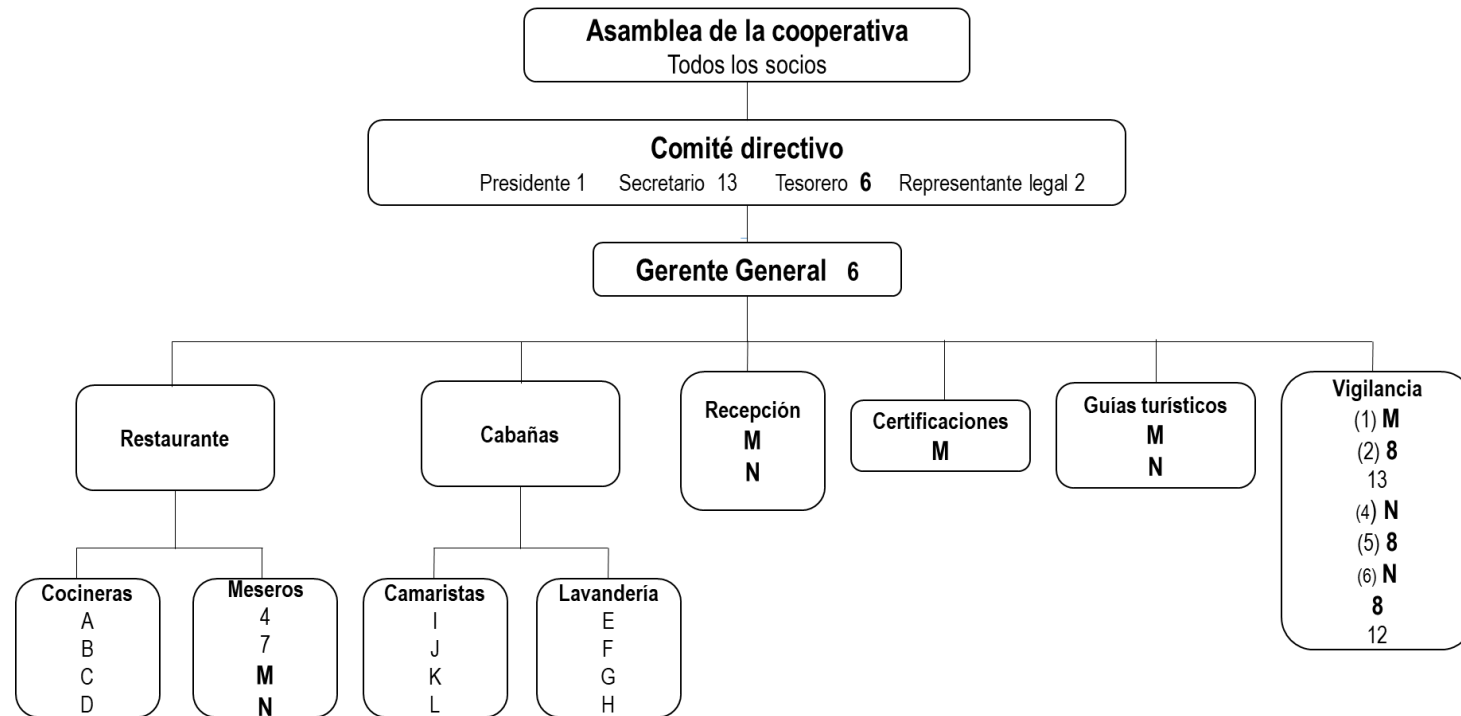 Asamblea de la cooperativa
Todos los socios
Comité directivo
Presidente 1 Secretario 13 Tesorero 6 Representante legal 2
Gerente General 6
Restaurante
Cabañas
Recepción
M
N
Certificaciones
M
Guías turísticos
M
N
Vigilancia
(1) M
(2) 8
13
(4) N
(5) 8
(6) N
8
12
Cocineras
A
B
C
D
Meseros
4
7
M
N
Camaristas
I
J
K
L
Lavandería
E
F
G
H